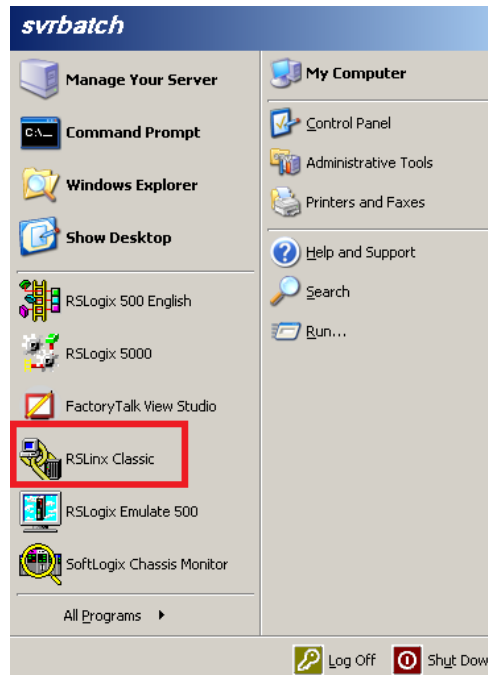 svrbatch
Manage Your Server
C:\_ Command Prompt
Windows Explorer
Show Desktop
RSLogix 500 English
RSLogix 5000
FactoryTalk View Studio
RSLinx Classic
RSLogix Emulate 500
SoftLogix Chassis Monitor
All Programs
My Computer
Control Panel
Administrative Tools
Printers and Faxes
Help and Support
Search
Run...
Log Off
Shut Dow